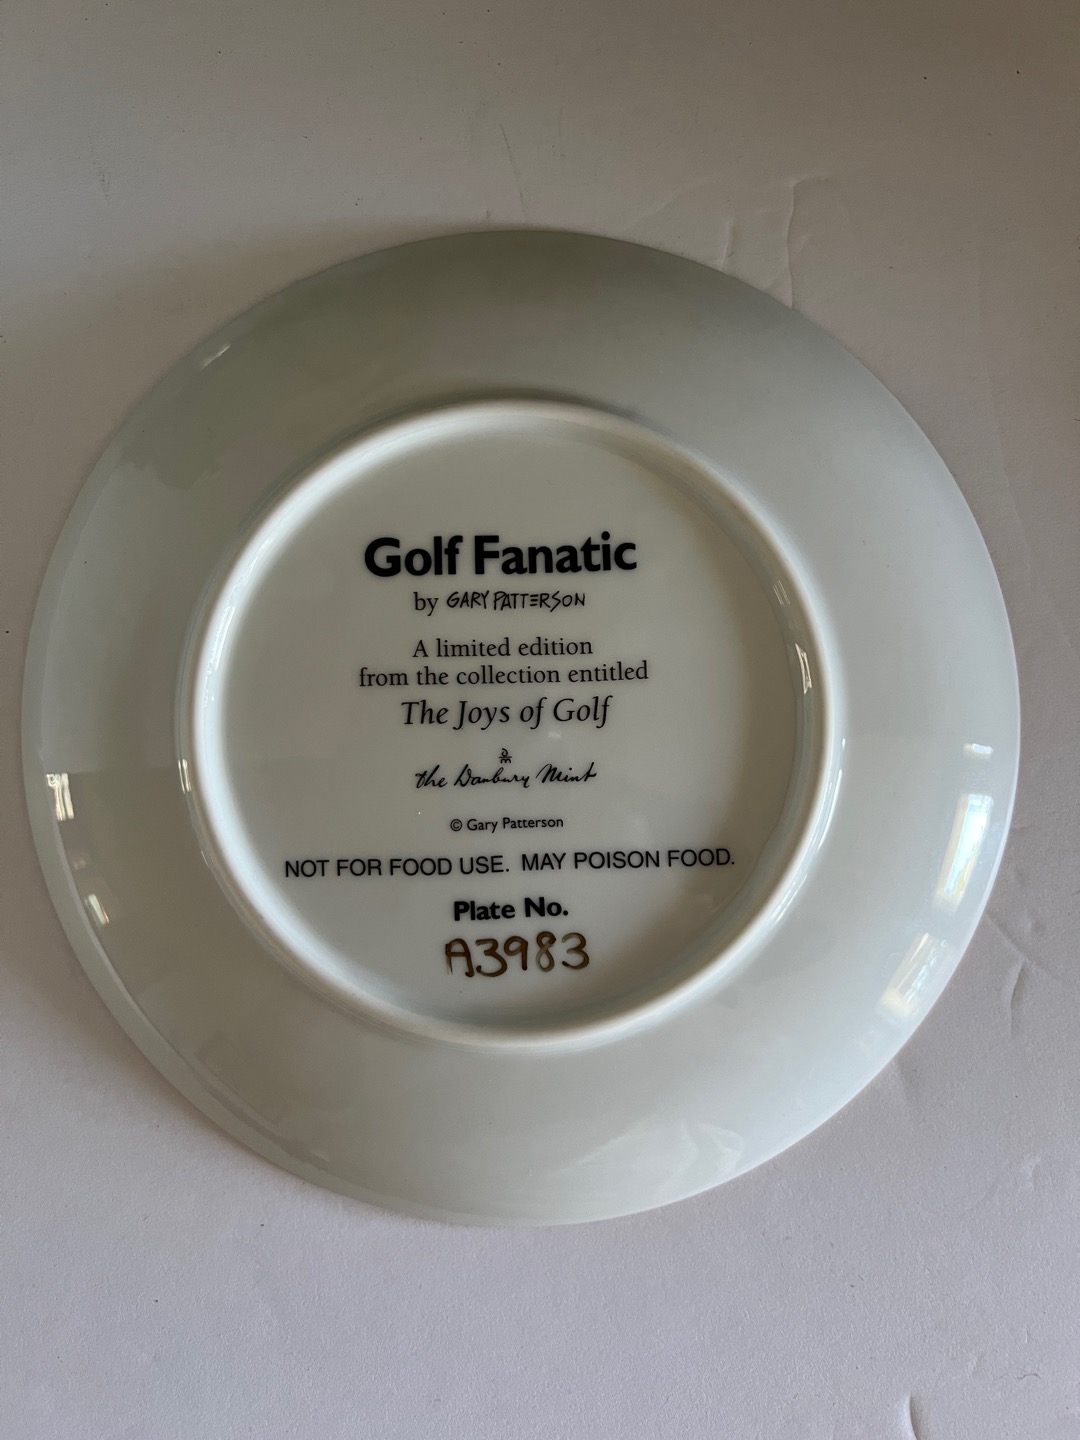 Golf Fanatic
by GARY PATTERSON
A limited edition
from the collection entitled
The Joys of Golf
DM
the Danbury Mint
© Gary Patterson
NOT FOR FOOD USE. MAY POISON FOOD.
Plate No.
A3983